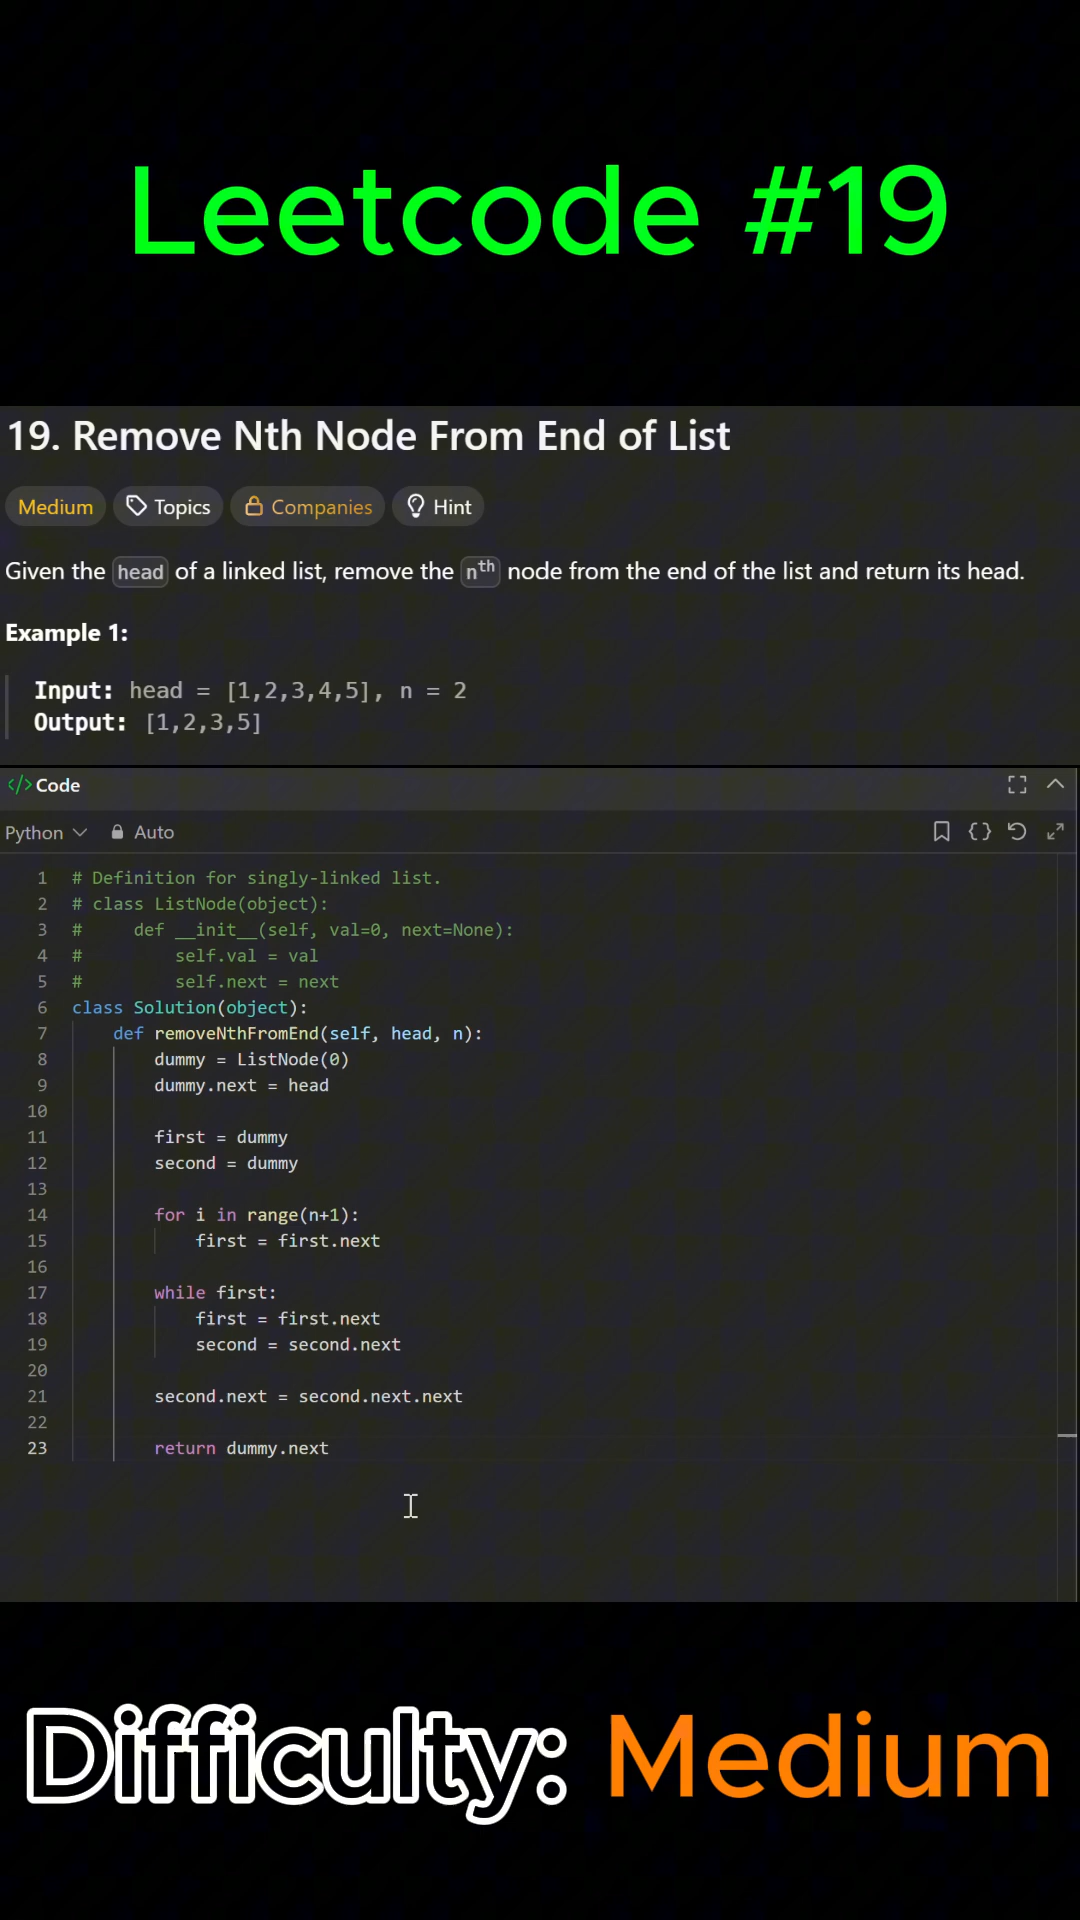 Leetcode #19
19. Remove Nth Node From End of List
Medium Topics Companies Hint
Given the head of a linked list, remove the nth node from the end of the list and return its head.
Example 1:
Input: head = [1,2,3,4,5], n = 2
Output: [1,2,3,5]
</> Code
Python Auto
1 # Definition for singly-linked list.
2 # class ListNode(object):
3 #     def __init__(self, val=0, next=None):
4 #         self.val = val
5 #         self.next = next
6 class Solution(object):
7     def removeNthFromEnd(self, head, n):
8         dummy = ListNode(0)
9         dummy.next = head
10
11         first = dummy
12         second = dummy
13
14         for i in range(n+1):
15             first = first.next
16
17         while first:
18             first = first.next
19             second = second.next
20
21         second.next = second.next.next
22
23         return dummy.next
Difficulty: Medium